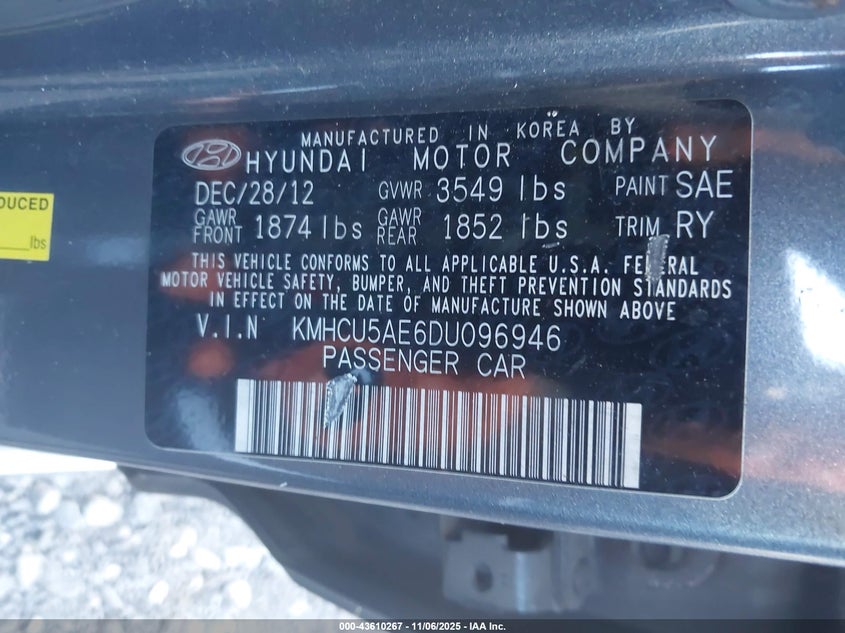 MANUFACTURED IN KOREA BY
HYUNDAI MOTOR COMPANY
DEC/28/12 GVWR 3549 lbs PAINT SAE
GAWR FRONT 1874 lbs GAWR REAR 1852 lbs TRIM RY
THIS VEHICLE CONFORMS TO ALL APPLICABLE U.S.A. FEDERAL
MOTOR VEHICLE SAFETY, BUMPER, AND THEFT PREVENTION STANDARDS
IN EFFECT ON THE DATE OF MANUFACTURE SHOWN ABOVE
V.I.N KMHCU5AE6DU096946
PASSENGER CAR
DUCED
lbs
000-43610267 - 11/06/2025 - IAA Inc.